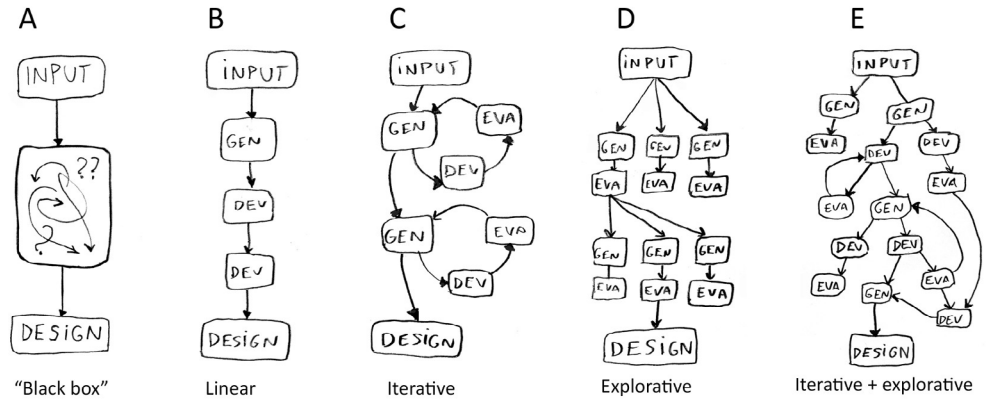 A B C D E
INPUT INPUT INPUT INPUT INPUT
??
?
GEN
DEV
DEV
GEN
EVA
DEV
GEN
EVA
DEV
GEN GEN GEN
EVA EVA EVA
GEN GEN GEN
EVA EVA EVA
GEN GEN
EVA DEV DEV
EVA
EVA GEN
DEV DEV
EVA GEN EVA
DEV
DESIGN DESIGN DESIGN DESIGN DESIGN
“Black box” Linear Iterative Explorative Iterative + explorative